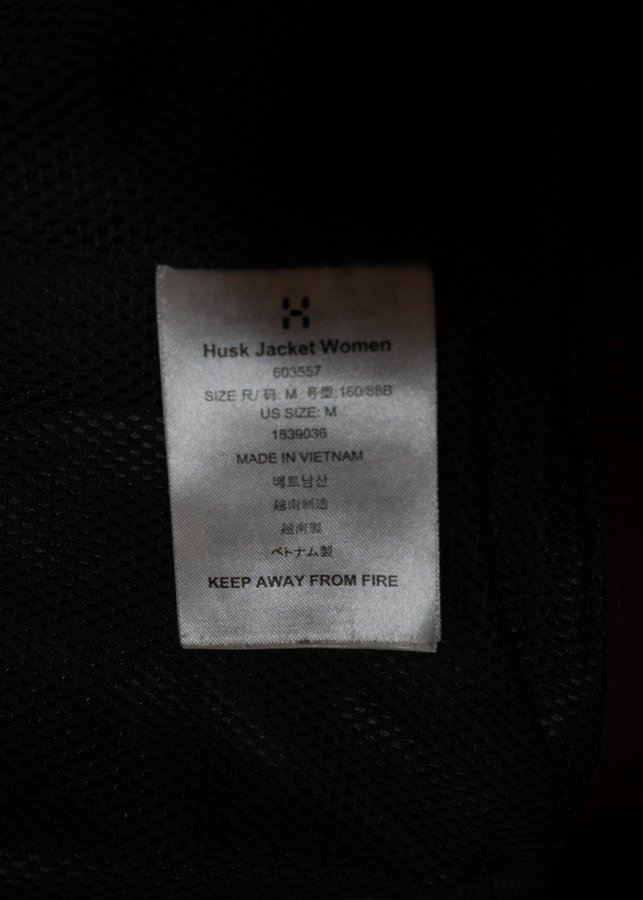 Husk Jacket Women
603557
SIZE 尺/码: M 号型:160/88B
US SIZE: M
1839036
MADE IN VIETNAM
베트남산
越南制造
越南製
ベトナム製
KEEP AWAY FROM FIRE